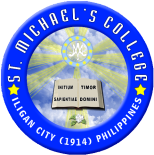 ST. MICHAEL'S COLLEGE
INITIUM TIMOR
SAPIENTIAE DOMINI
ILIGAN CITY (1914) PHILIPPINES